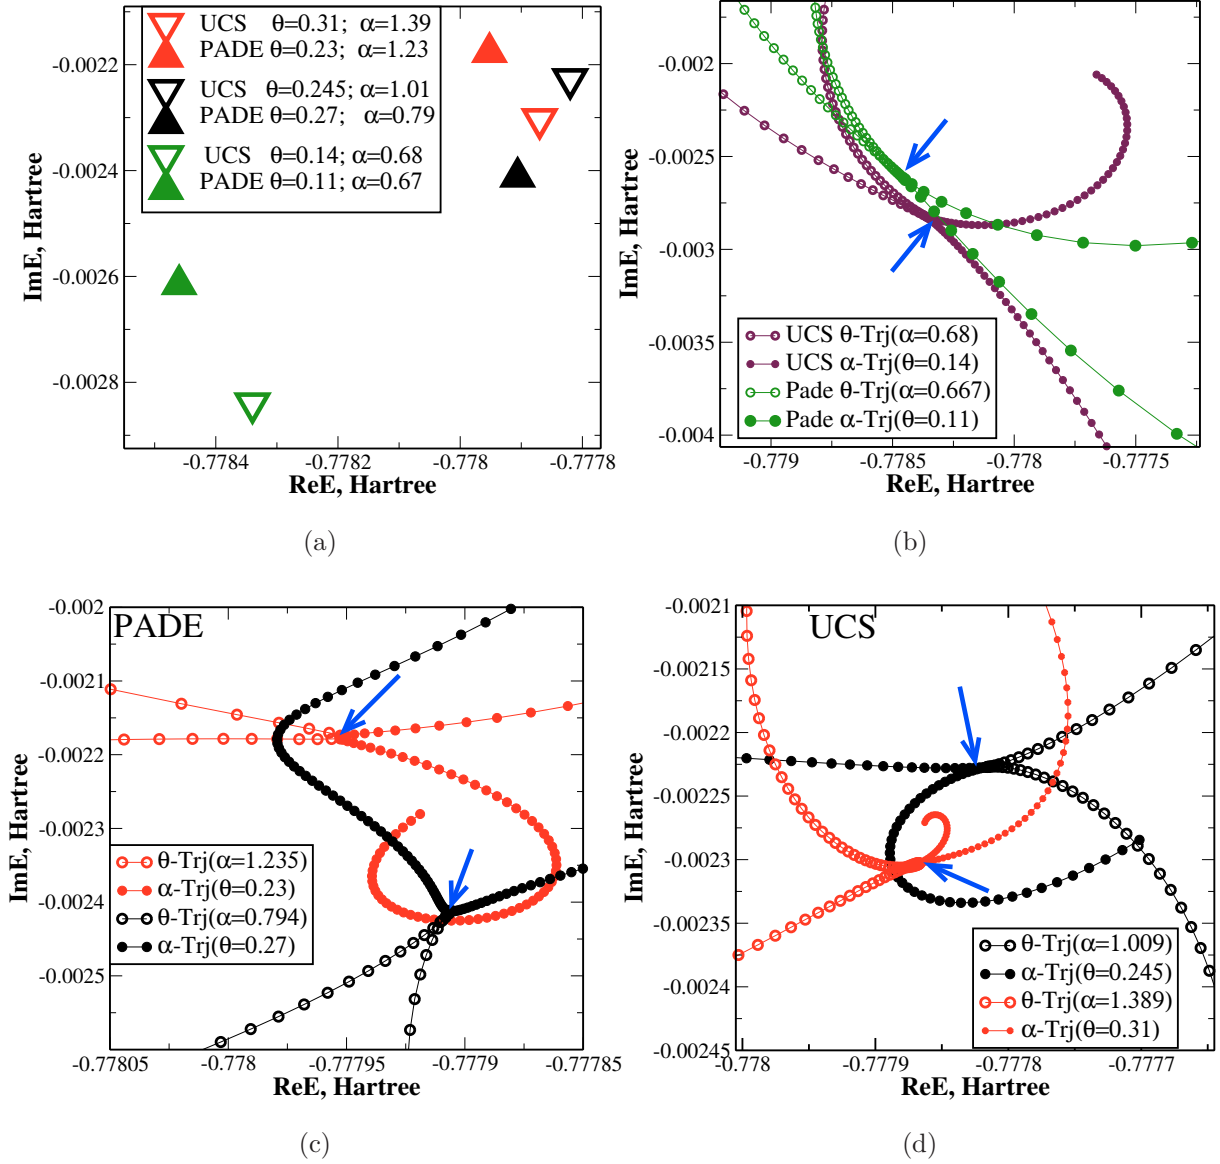 UCS θ=0.31; α=1.39
PADE θ=0.23; α=1.23
UCS θ=0.245; α=1.01
PADE θ=0.27; α=0.79
UCS θ=0.14; α=0.68
PADE θ=0.11; α=0.67
-0.0022
-0.0024
-0.0026
-0.0028
ImE, Hartree
-0.7784
-0.7782
-0.778
-0.7778
ReE, Hartree
(a)
-0.002
-0.0025
-0.003
-0.0035
-0.004
ImE, Hartree
UCS θ-Trj(α=0.68)
UCS α-Trj(θ=0.14)
Pade θ-Trj(α=0.667)
Pade α-Trj(θ=0.11)
-0.779
-0.7785
-0.778
-0.7775
ReE, Hartree
(b)
PADE
-0.002
-0.0021
-0.0022
-0.0023
-0.0024
-0.0025
ImE, Hartree
θ-Trj(α=1.235)
α-Trj(θ=0.23)
θ-Trj(α=0.794)
α-Trj(θ=0.27)
-0.77805
-0.778
-0.77795
-0.7779
-0.77785
ReE, Hartree
(c)
UCS
-0.0021
-0.00215
-0.0022
-0.00225
-0.0023
-0.00235
-0.0024
-0.00245
ImE, Hartree
θ-Trj(α=1.009)
α-Trj(θ=0.245)
θ-Trj(α=1.389)
α-Trj(θ=0.31)
-0.778
-0.7779
-0.7778
-0.7777
ReE, Hartree
(d)